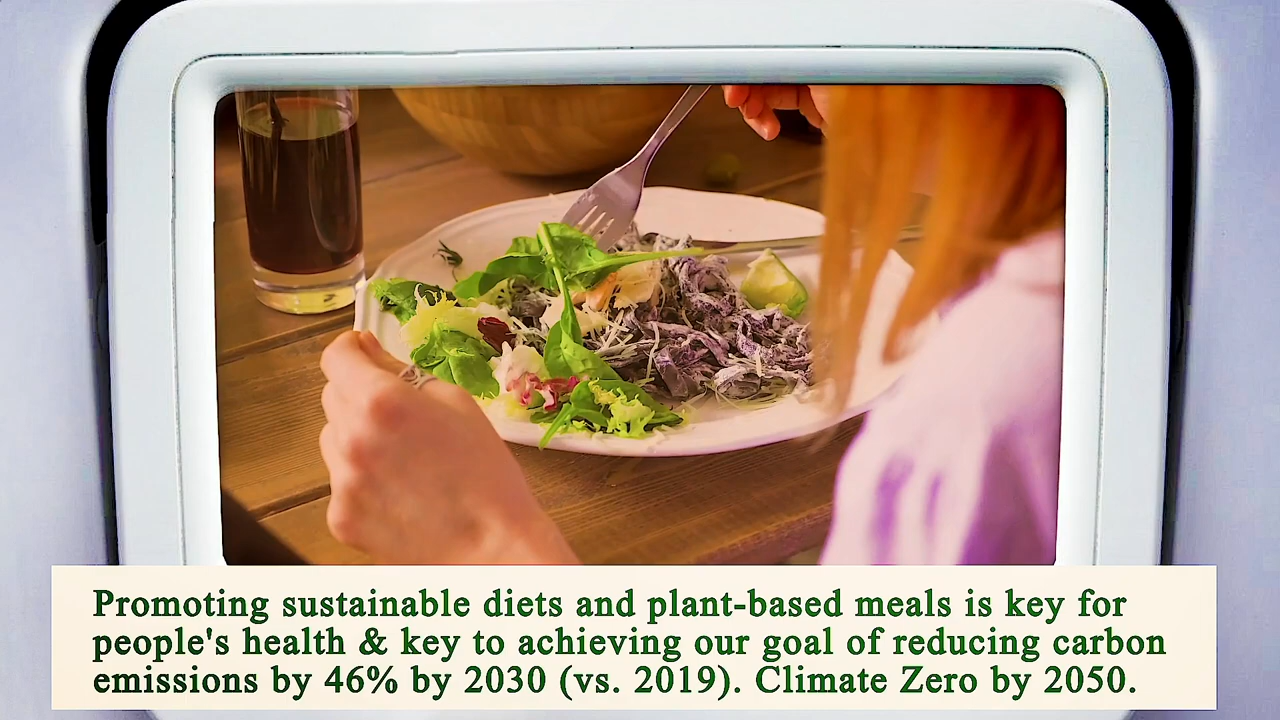 Promoting sustainable diets and plant-based meals is key for
people's health & key to achieving our goal of reducing carbon
emissions by 46% by 2030 (vs. 2019). Climate Zero by 2050.